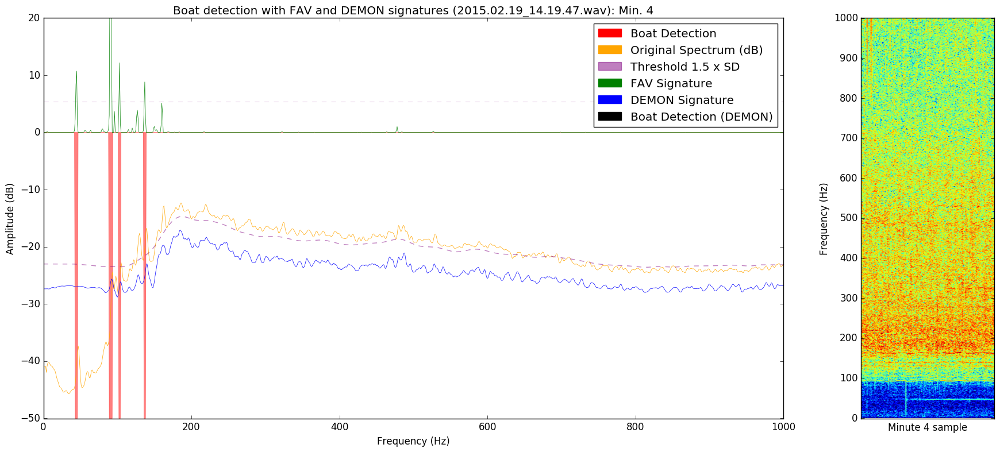 Boat detection with FAV and DEMON signatures (2015.02.19_14.19.47.wav): Min. 4
20
10
0
−10
−20
−30
−40
−50
Amplitude (dB)
0
200
400
600
800
1000
Frequency (Hz)
Boat Detection
Original Spectrum (dB)
Threshold 1.5 x SD
FAV Signature
DEMON Signature
Boat Detection (DEMON)
1000
900
800
700
600
500
400
300
200
100
0
Frequency (Hz)
Minute 4 sample